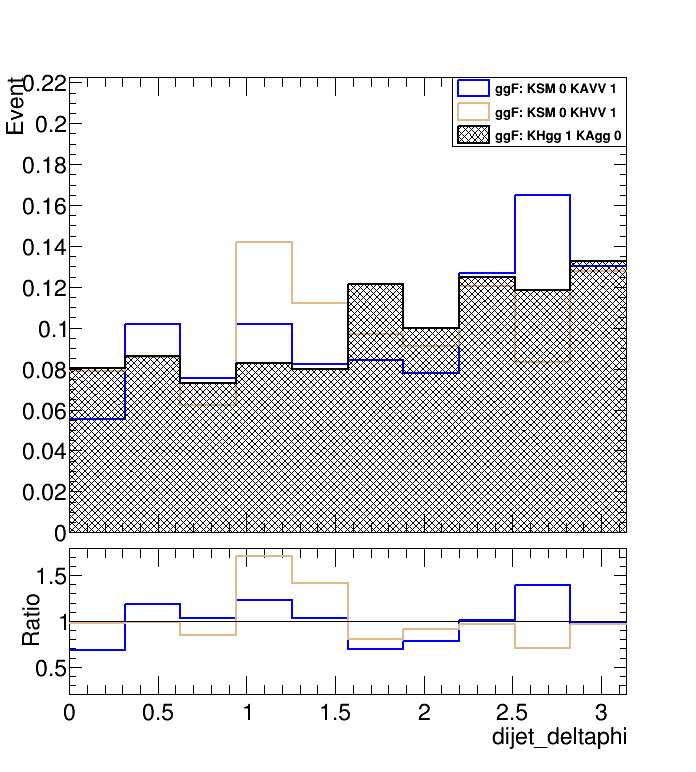 Event
0.22
0.2
0.18
0.16
0.14
0.12
0.1
0.08
0.06
0.04
0.02
0
ggF: KSM 0 KAVV 1
ggF: KSM 0 KHVV 1
ggF: KHgg 1 KAgg 0
Ratio
1.5
1
0.5
0 0.5 1 1.5 2 2.5 3
dijet_deltaphi